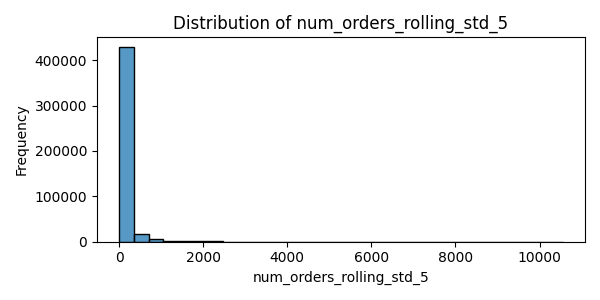 Distribution of num_orders_rolling_std_5
Frequency
400000
300000
200000
100000
0
0 2000 4000 6000 8000 10000
num_orders_rolling_std_5